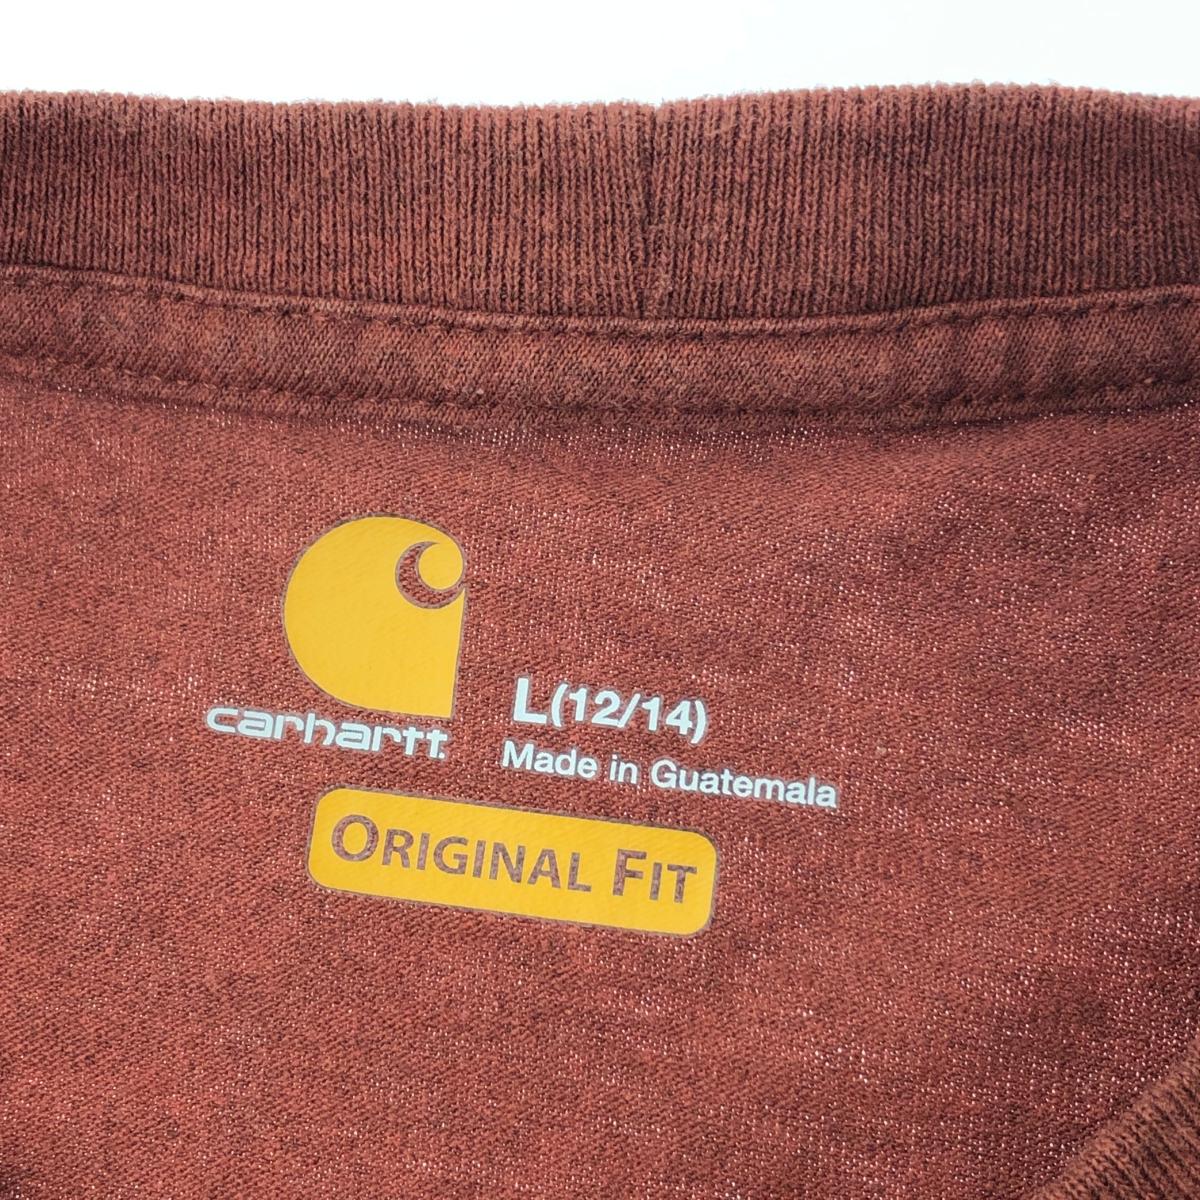 carhartt
L(12/14)
Made in Guatemala
ORIGINAL FIT